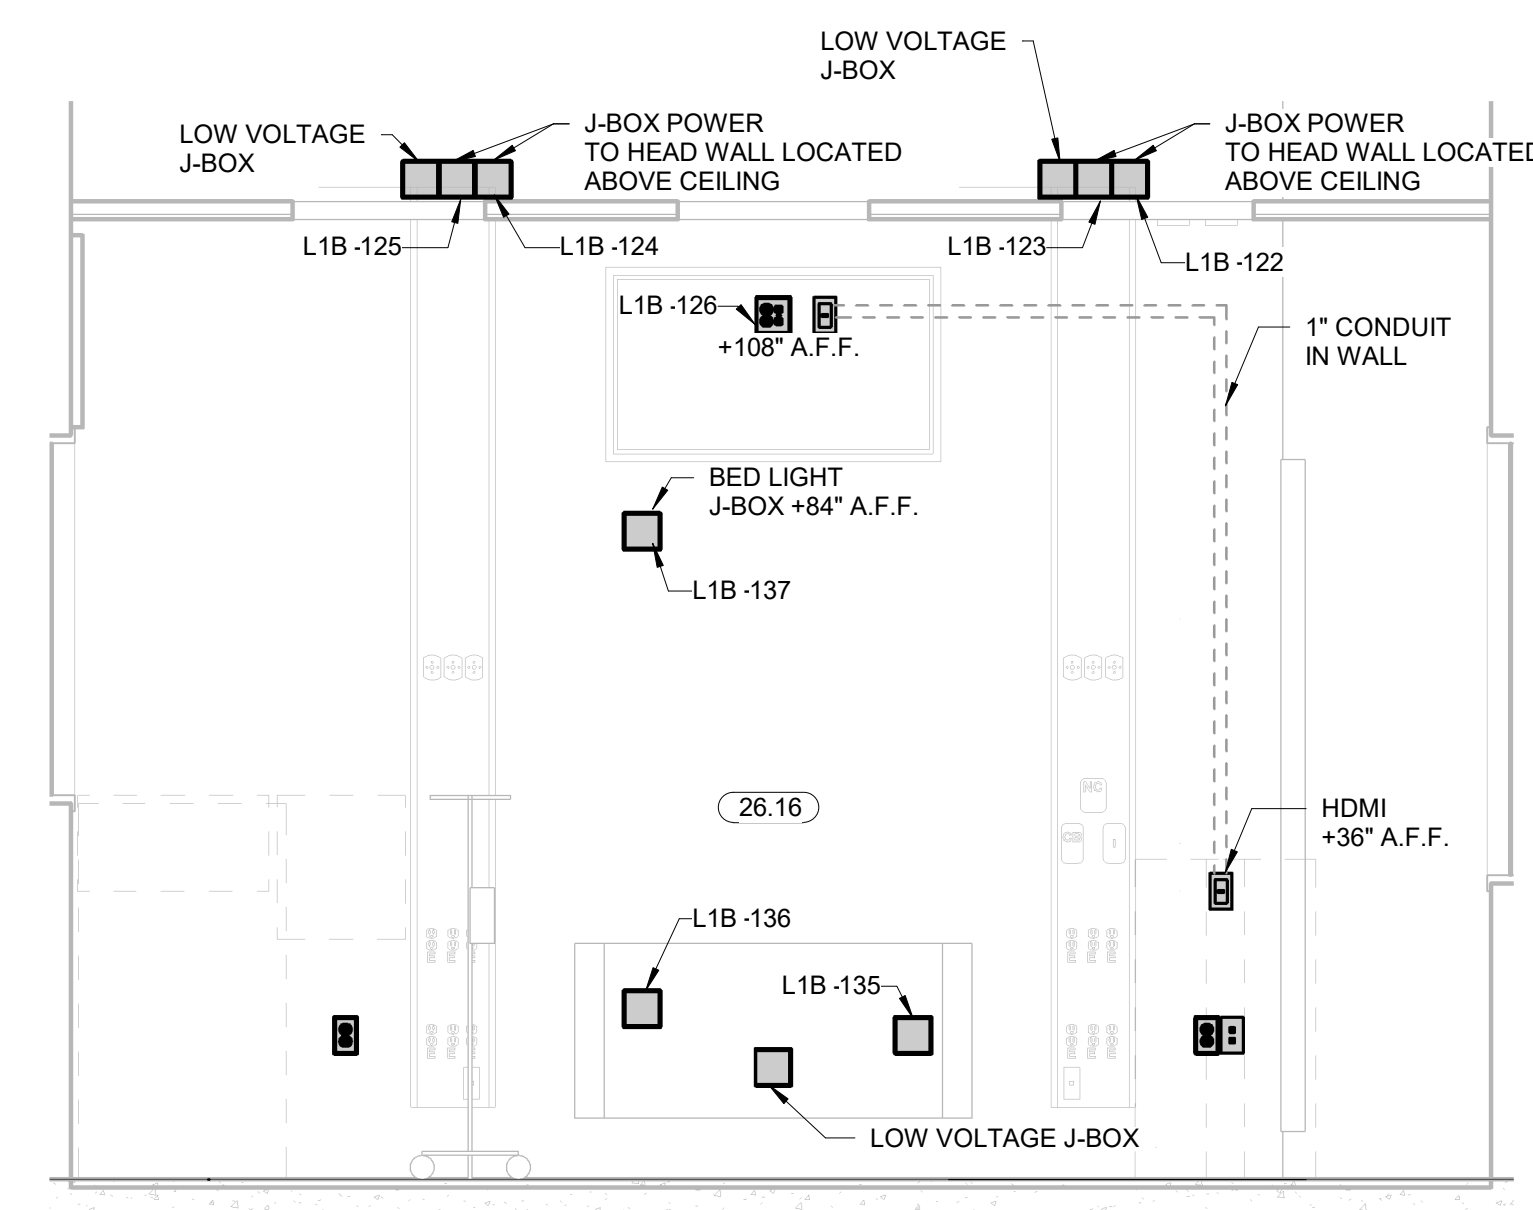 LOW VOLTAGE
J-BOX
LOW VOLTAGE
J-BOX
J-BOX POWER
TO HEAD WALL LOCATED
ABOVE CEILING
J-BOX POWER
TO HEAD WALL LOCATED
ABOVE CEILING
L1B -125
L1B -124
L1B -123
L1B -122
L1B -126
+108" A.F.F.
1" CONDUIT
IN WALL
BED LIGHT
J-BOX +84" A.F.F.
L1B -137
NC
26.16
HDMI
+36" A.F.F.
L1B -136
L1B -135
LOW VOLTAGE J-BOX